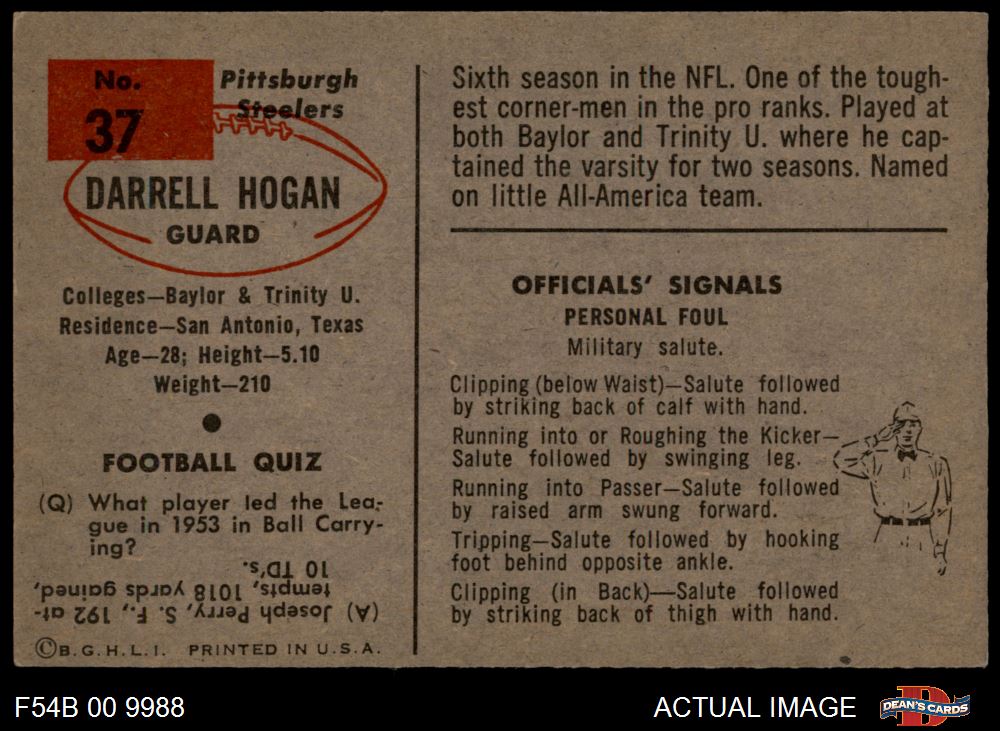 No.
37
Pittsburgh
Steelers
DARRELL HOGAN
GUARD
Colleges—Baylor & Trinity U.
Residence—San Antonio, Texas
Age—28; Height—5.10
Weight—210
FOOTBALL QUIZ
(Q) What player led the Lea-
gue in 1953 in Ball Carry-
ing?
(A) Joseph Perry, S. F., 192 at-
tempts, 1018 yards gained,
10 TD's.
©B. G. H. L. I. PRINTED IN U.S.A.
Sixth season in the NFL. One of the tough-
est corner-men in the pro ranks. Played at
both Baylor and Trinity U. where he cap-
tained the varsity for two seasons. Named
on little All-America team.
OFFICIALS' SIGNALS
PERSONAL FOUL
Military salute.
Clipping (below Waist)—Salute followed
by striking back of calf with hand.
Running into or Roughing the Kicker—
Salute followed by swinging leg.
Running into Passer—Salute followed
by raised arm swung forward.
Tripping—Salute followed by hooking
foot behind opposite ankle.
Clipping (in Back)—Salute followed
by striking back of thigh with hand.
F54B 00 9988
ACTUAL IMAGE
D
DEAN'S CARDS